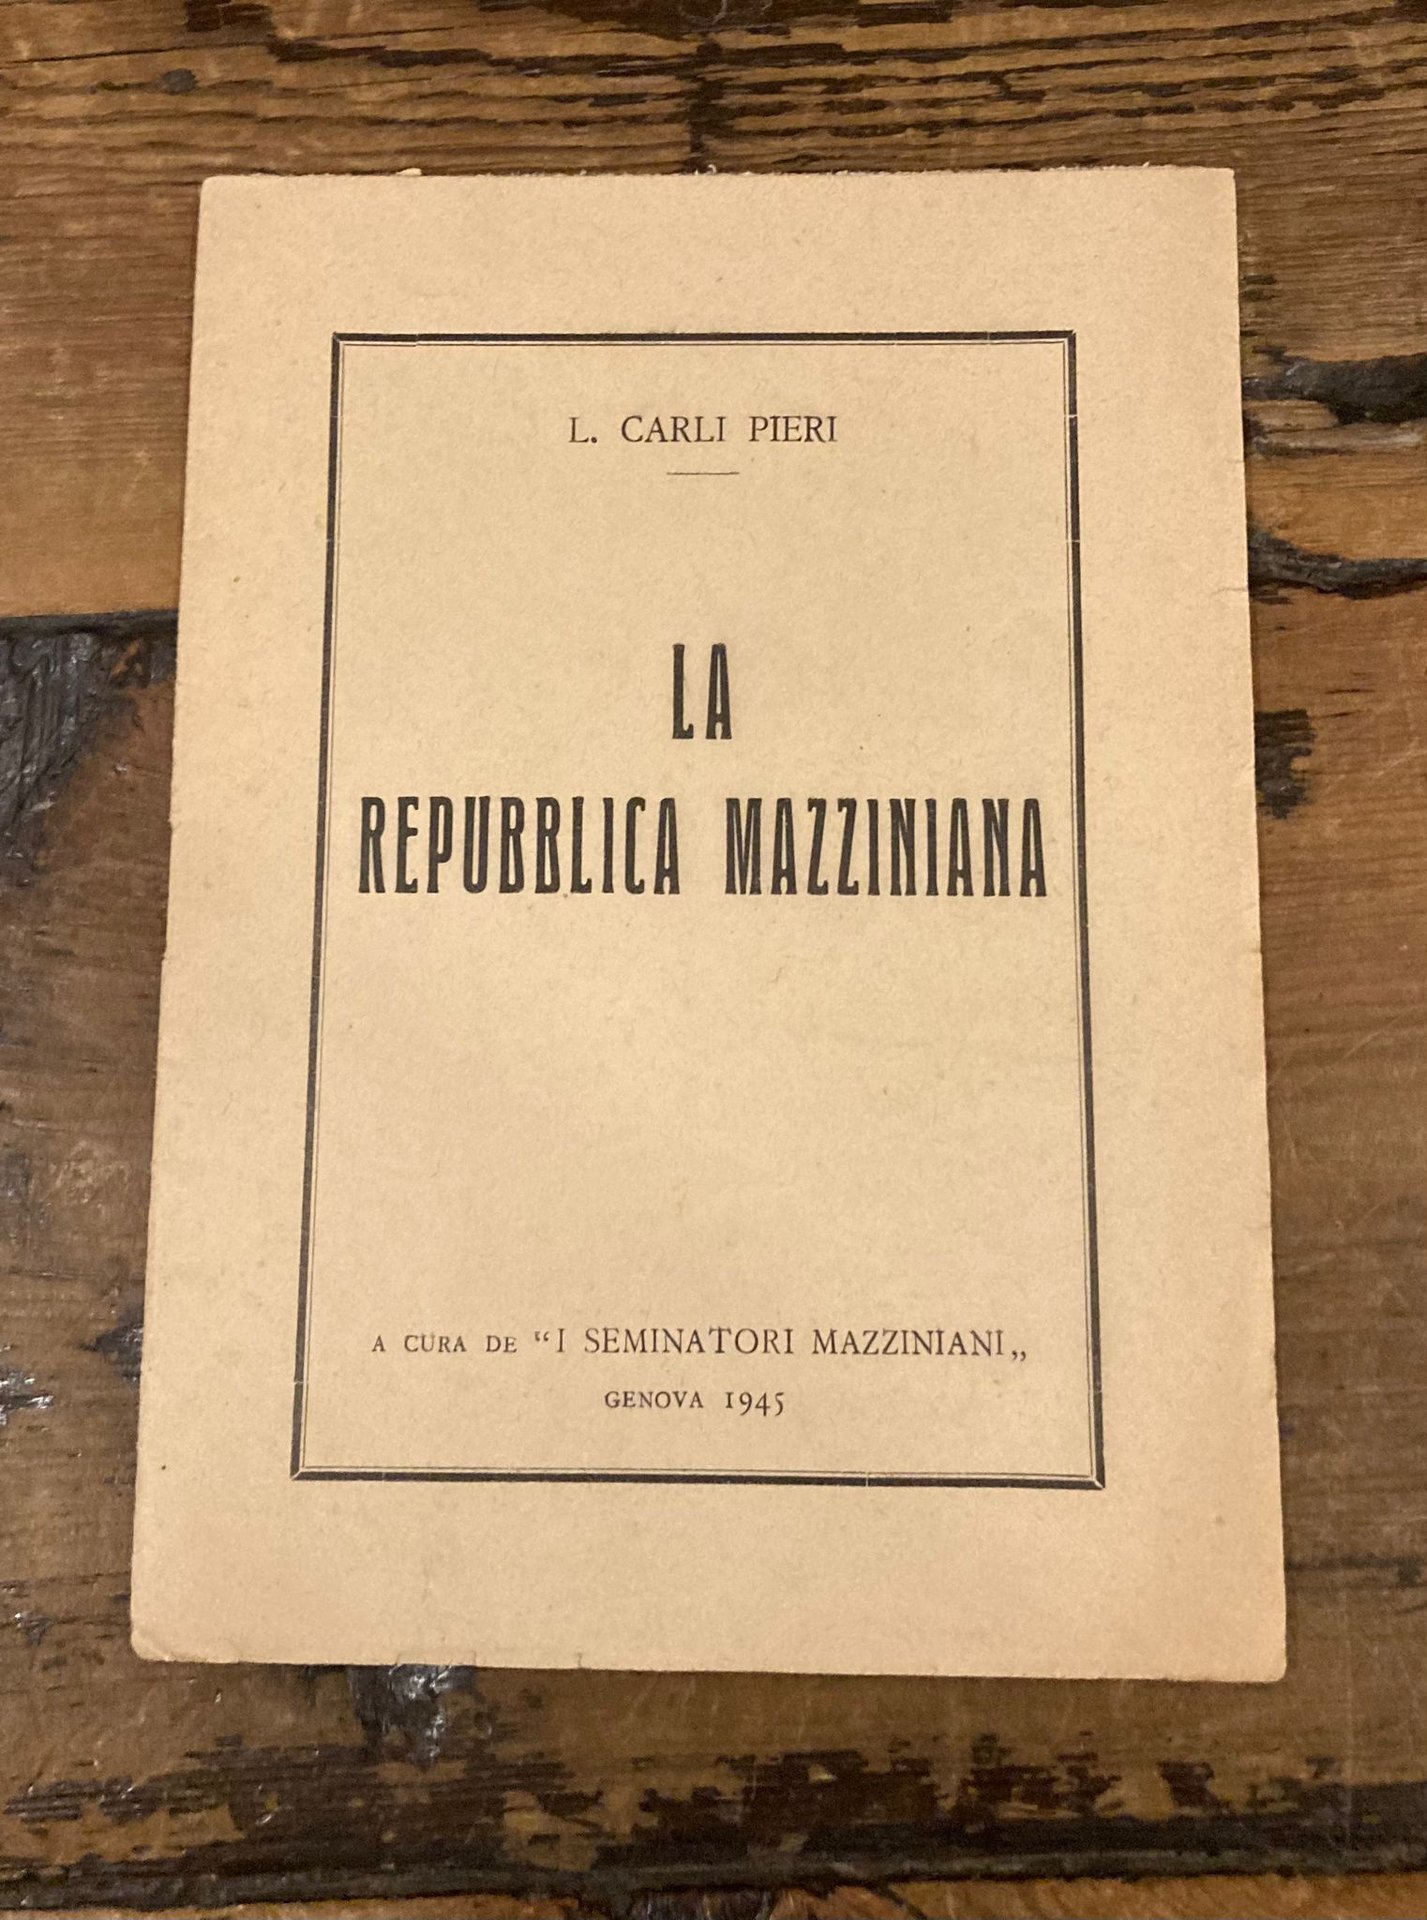 L. CARLI PIERI
LA
REPUBBLICA MAZZINIANA
A CURA DE “I SEMINATORI MAZZINIANI„
GENOVA 1945